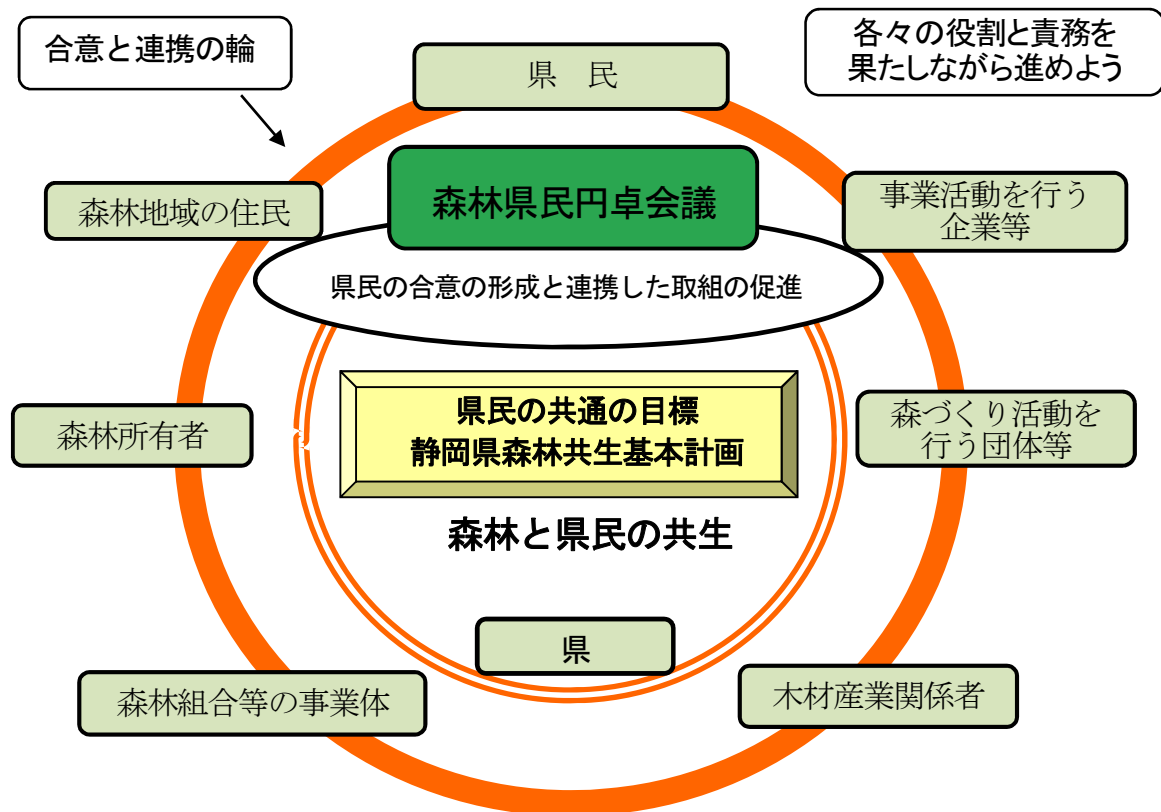 合意と連携の輪
各々の役割と責務を
果たしながら進めよう
県　民
森林県民円卓会議
森林地域の住民
事業活動を行う
企業等
県民の合意の形成と連携した取組の促進
県民の共通の目標
静岡県森林共生基本計画
森林所有者
森づくり活動を
行う団体等
森林と県民の共生
県
森林組合等の事業体
木材産業関係者